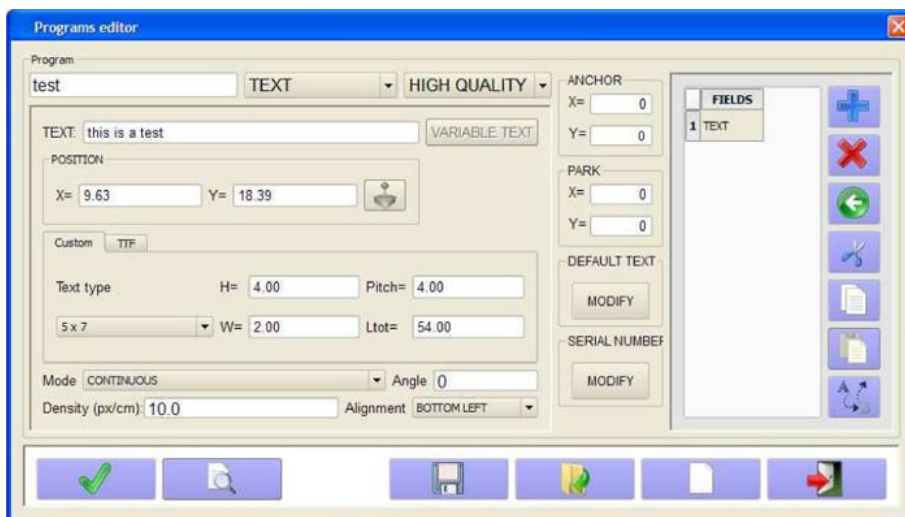 Programs editor
Program
test TEXT HIGH QUALITY
TEXT: this is a test VARIABLE TEXT
POSITION
X= 9.63 Y= 18.39
Custom TTF
Text type H= 4.00 Pitch= 4.00
5 x 7 W= 2.00 Ltot= 54.00
Mode CONTINUOUS Angle 0
Density (px/cm): 10.0 Alignment BOTTOM LEFT
ANCHOR
X= 0
Y= 0
PARK
X= 0
Y= 0
DEFAULT TEXT
MODIFY
SERIAL NUMBER
MODIFY
FIELDS
1 TEXT
A
B